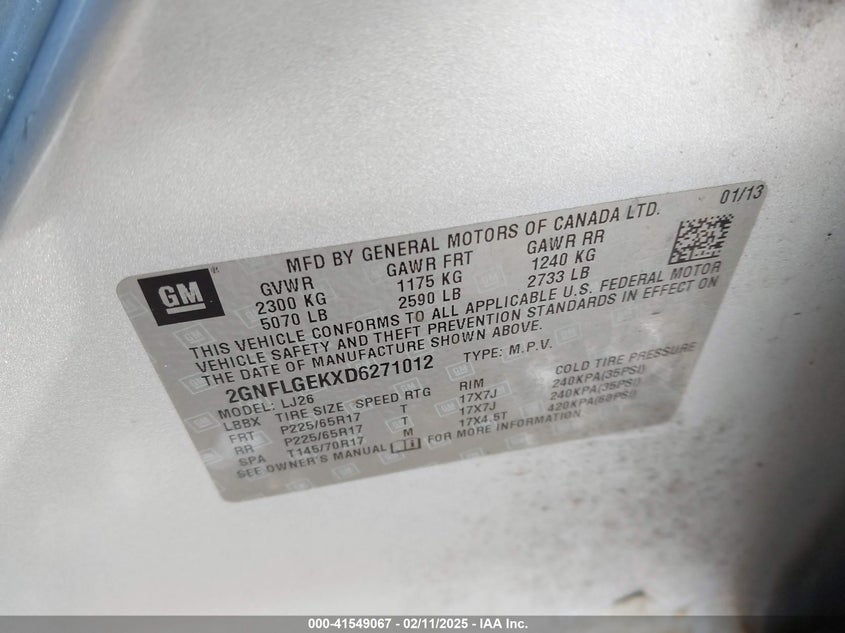 01/13
MFD BY GENERAL MOTORS OF CANADA LTD.
GM®
GVWR GAWR FRT GAWR RR
2300 KG 1175 KG 1240 KG
5070 LB 2590 LB 2733 LB
THIS VEHICLE CONFORMS TO ALL APPLICABLE U.S. FEDERAL MOTOR
VEHICLE SAFETY AND THEFT PREVENTION STANDARDS IN EFFECT ON
THE DATE OF MANUFACTURE SHOWN ABOVE.
2GNFLGEKXD6271012 TYPE: M.P.V.
MODEL: LJ26
LBBX TIRE SIZE SPEED RTG RIM COLD TIRE PRESSURE
FRT P225/65R17 T 17X7J 240KPA(35PSI)
RR P225/65R17 T 17X7J 240KPA(35PSI)
SPA T145/70R17 M 17X4.5T 420KPA(60PSI)
SEE OWNER'S MANUAL FOR MORE INFORMATION
000-41549067 - 02/11/2025 - IAA Inc.